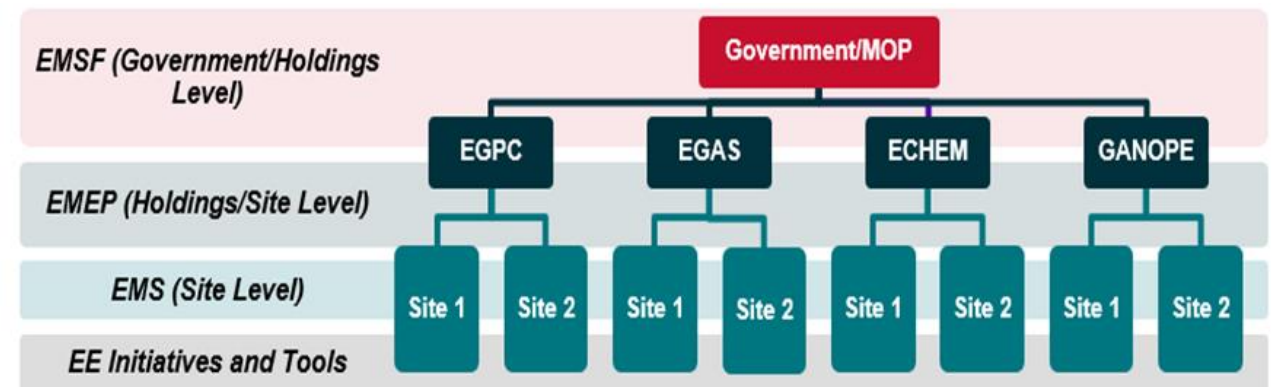 EMSF (Government/Holdings
Level)
Government/MOP
EGPC
EGAS
ECHEM
GANOPE
EMEP (Holdings/Site Level)
EMS (Site Level)
Site 1
Site 2
Site 1
Site 2
Site 1
Site 2
Site 1
Site 2
EE Initiatives and Tools